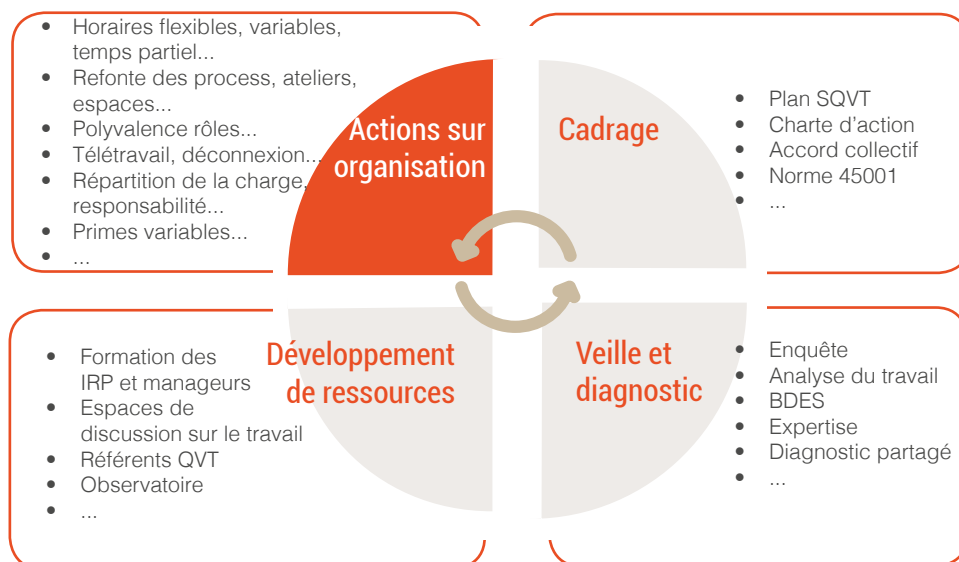 • Horaires flexibles, variables,
temps partiel...
• Refonte des process, ateliers,
espaces...
• Polyvalence rôles...
• Télétravail, déconnexion...
• Répartition de la charge,
responsabilité...
• Primes variables...
• ...
Actions sur
organisation
Cadrage
• Plan SQVT
• Charte d'action
• Accord collectif
• Norme 45001
• ...
• Formation des
IRP et manageurs
• Espaces de
discussion sur le travail
• Référents QVT
• Observatoire
• ...
Développement
de ressources
Veille et
diagnostic
• Enquête
• Analyse du travail
• BDES
• Expertise
• Diagnostic partagé
• ...